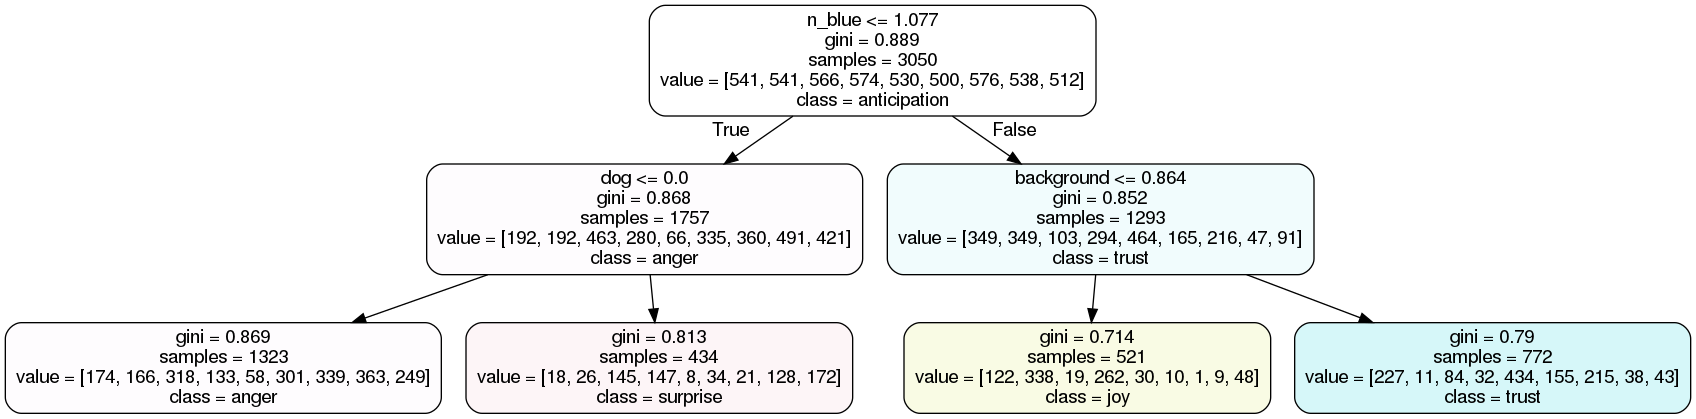 n_blue <= 1.077
gini = 0.889
samples = 3050
value = [541, 541, 566, 574, 530, 500, 576, 538, 512]
class = anticipation
True
False
dog <= 0.0
gini = 0.868
samples = 1757
value = [192, 192, 463, 280, 66, 335, 360, 491, 421]
class = anger
background <= 0.864
gini = 0.852
samples = 1293
value = [349, 349, 103, 294, 464, 165, 216, 47, 91]
class = trust
gini = 0.869
samples = 1323
value = [174, 166, 318, 133, 58, 301, 339, 363, 249]
class = anger
gini = 0.813
samples = 434
value = [18, 26, 145, 147, 8, 34, 21, 128, 172]
class = surprise
gini = 0.714
samples = 521
value = [122, 338, 19, 262, 30, 10, 1, 9, 48]
class = joy
gini = 0.79
samples = 772
value = [227, 11, 84, 32, 434, 155, 215, 38, 43]
class = trust